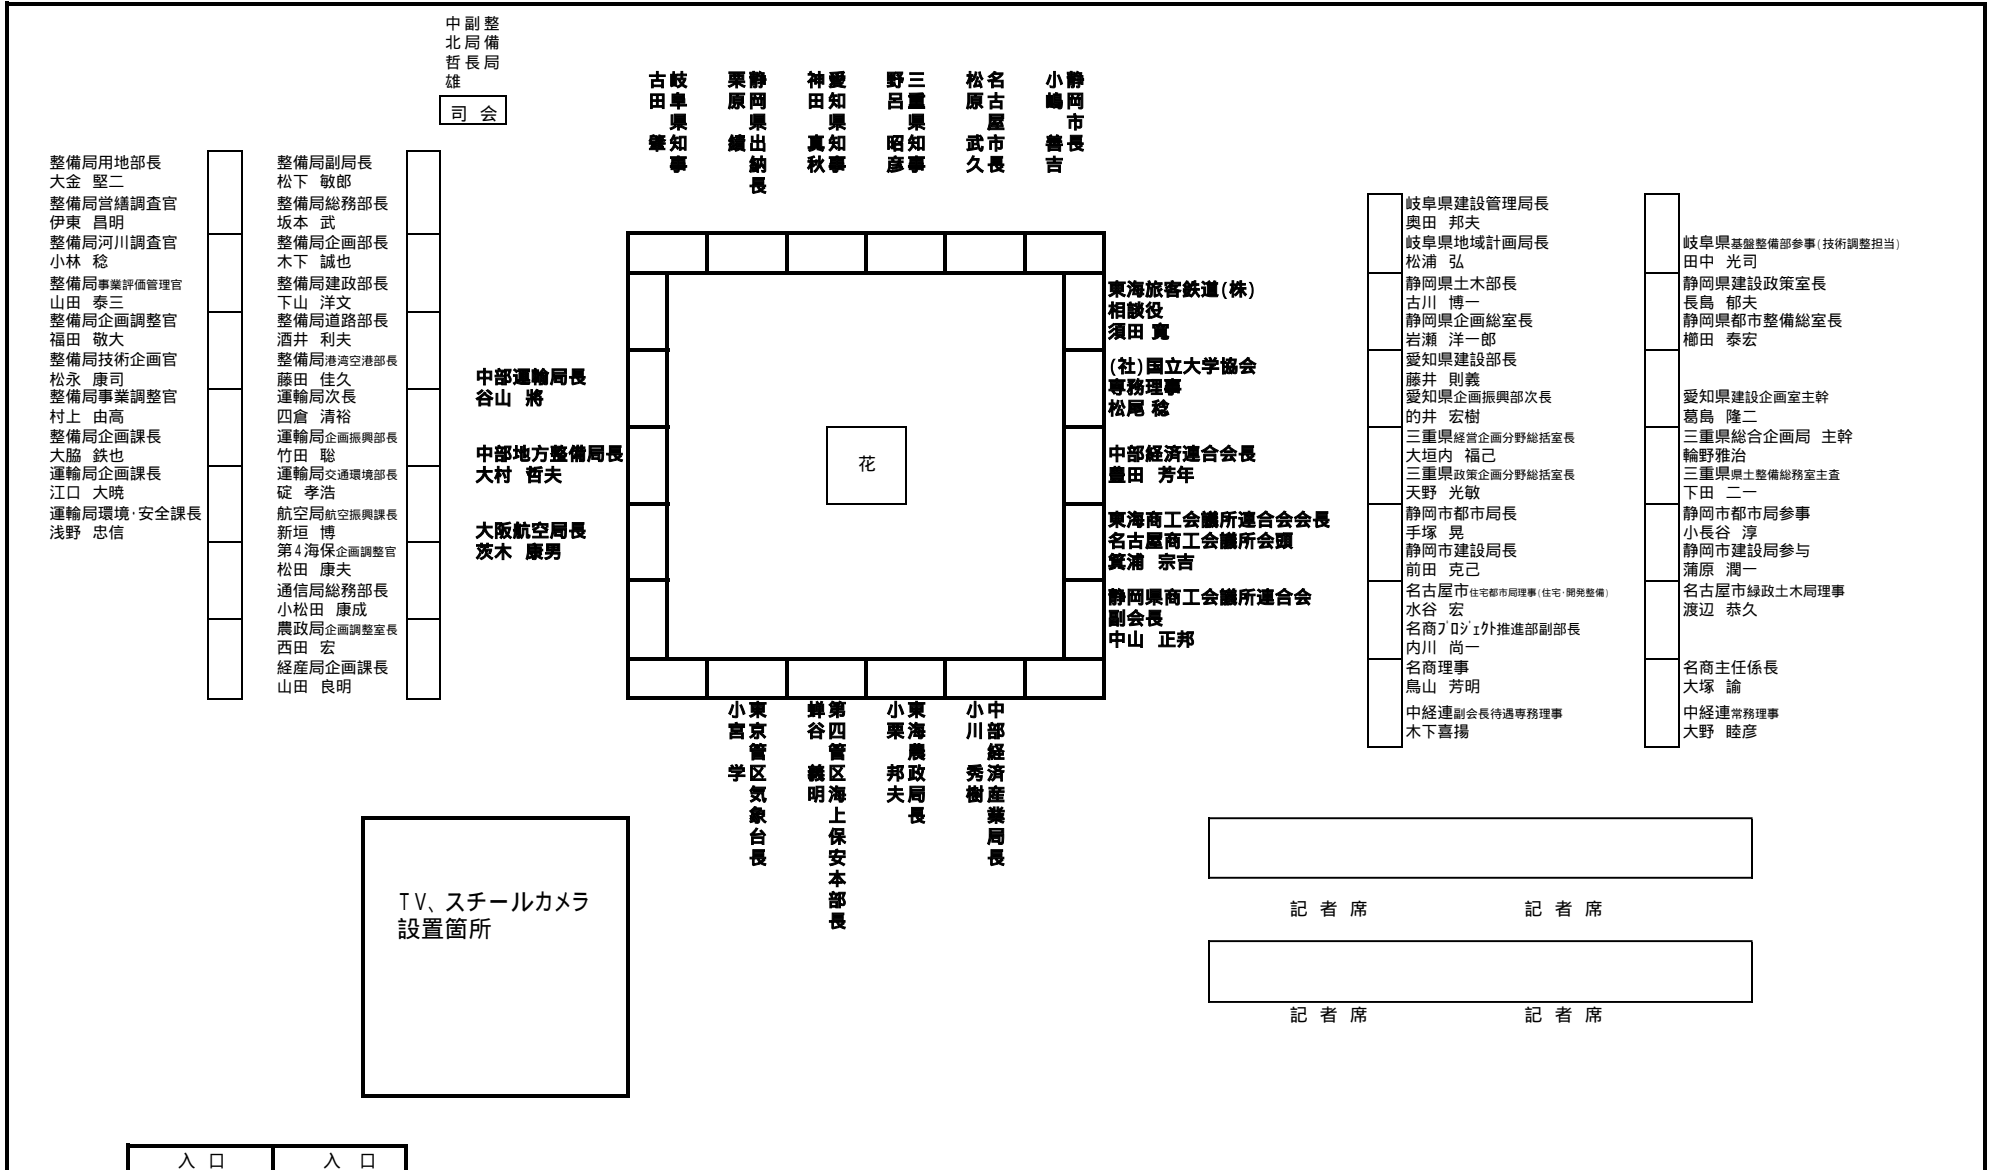 整備局
副局長
中北 哲雄
司 会
岐阜県知事
古田 肇
静岡県出納長
栗原 績
愛知県知事
神田 真秋
三重県知事
野呂 昭彦
名古屋市長
松原 武久
静岡市長
小嶋 善吉
整備局用地部長
大金 堅二
整備局営繕調査官
伊東 昌明
整備局河川調査官
小林 稔
整備局事業評価管理官
山田 泰三
整備局企画調整官
福田 敬大
整備局技術企画官
松永 康司
整備局事業調整官
村上 由高
整備局企画課長
大脇 鉄也
運輸局企画課長
江口 大暁
運輸局環境・安全課長
浅野 忠信
整備局副局長
松下 敏郎
整備局総務部長
坂本 武
整備局企画部長
木下 誠也
整備局建政部長
下山 洋文
整備局道路部長
酒井 利夫
整備局港湾空港部長
藤田 佳久
運輸局次長
四倉 清裕
運輸局企画振興部長
竹田 聡
運輸局交通環境部長
碇 孝浩
航空局航空振興課長
新垣 博
第4海保企画調整官
松田 康夫
通信局総務部長
小松田 康成
農政局企画調整室長
西田 宏
経産局企画課長
山田 良明
中部運輸局長
谷山 將
中部地方整備局長
大村 哲夫
大阪航空局長
茨木 康男
花
東海旅客鉄道(株)
相談役
須田 寛
(社)国立大学協会
専務理事
松尾 稔
中部経済連合会長
豊田 芳年
東海商工会議所連合会会長
名古屋商工会議所会頭
箕浦 宗吉
静岡県商工会議所連合会
副会長
中山 正邦
東京管区気象台長
小宮 学
第四管区海上保安本部長
蝉谷 義明
東海農政局長
小栗 邦夫
中部経済産業局長
小川 秀樹
岐阜県建設管理局長
奥田 邦夫
岐阜県地域計画局長
松浦 弘
静岡県土木部長
古川 博一
静岡県企画総室長
岩瀬 洋一郎
愛知県建設部長
藤井 則義
愛知県企画振興部次長
的井 宏樹
三重県経営企画分野総括室長
大垣内 福己
三重県政策企画分野総括室長
天野 光敏
静岡市都市局長
手塚 晃
静岡市建設局長
前田 克己
名古屋市住宅都市局理事(住宅・開発整備)
水谷 宏
名商プロジェクト推進部副部長
内川 尚一
名商理事
鳥山 芳明
中経連副会長待遇専務理事
木下喜揚
岐阜県基盤整備部参事(技術調整担当)
田中 光司
静岡県建設政策室長
長島 郁夫
静岡県都市整備総室長
櫛田 泰宏
愛知県建設企画室主幹
葛島 隆二
三重県総合企画局 主幹
輪野雅治
三重県県土整備総務室主査
下田 二一
静岡市都市局参事
小長谷 淳
静岡市建設局参与
蒲原 潤一
名古屋市緑政土木局理事
渡辺 恭久
名商主任係長
大塚 諭
中経連常務理事
大野 睦彦
TV、スチールカメラ
設置箇所
記 者 席 記 者 席
記 者 席 記 者 席
入 口 入 口